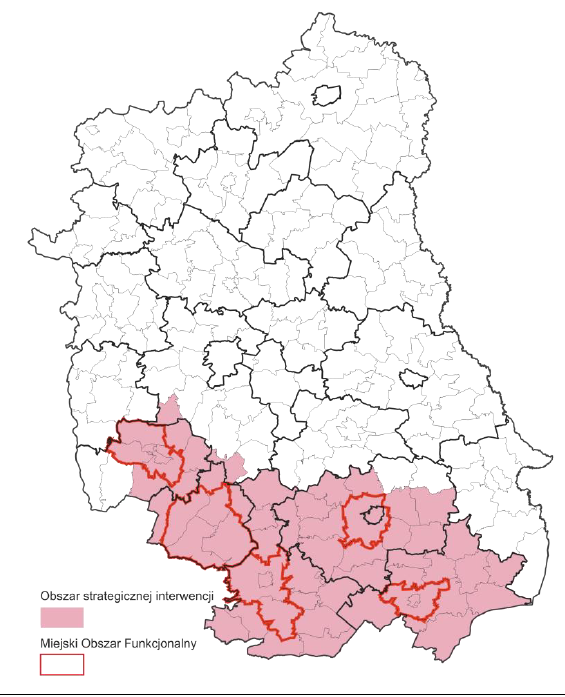 Obszar strategicznej interwencji
Miejski Obszar Funkcjonalny